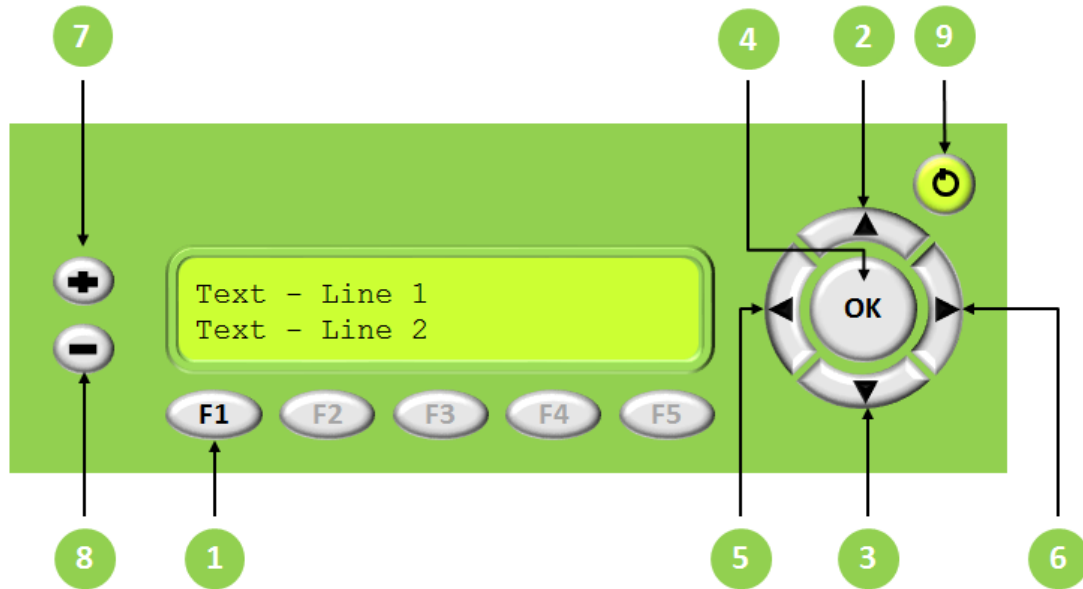 7 4 2 9
Text - Line 1
Text - Line 2
OK
F1 F2 F3 F4 F5
8 1 5 3 6